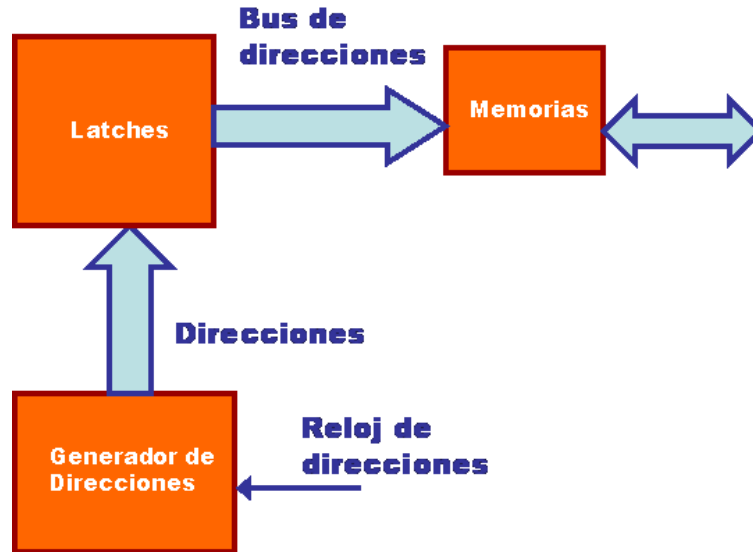 Bus de
direcciones
Latches
Memorias
Direcciones
Reloj de
direcciones
Generador de
Direcciones